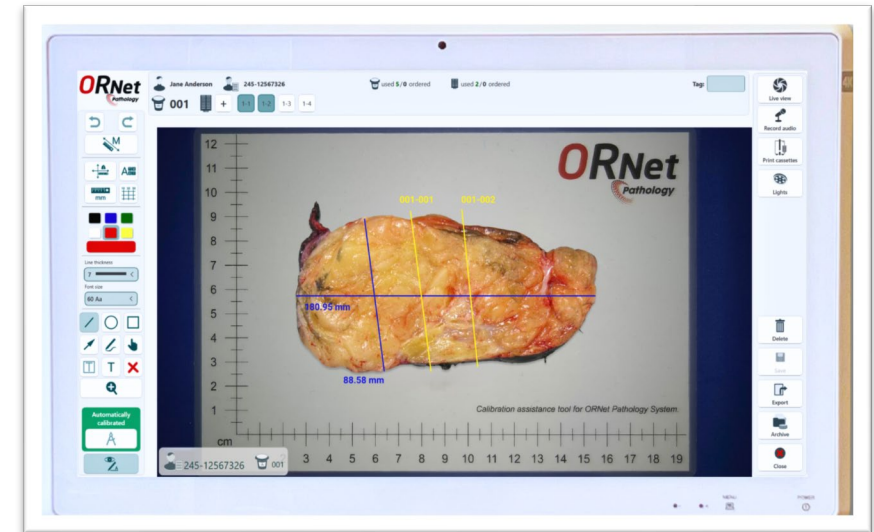 ORNet
Pathology
Jane Anderson
245-12567326
used 5/0 ordered
used 2/0 ordered
Tag:
001
+
1-1
1-2
1-3
1-4
M
mm
Line thickness
7
Font size
60 Aa
T
Automatically
calibrated
Live view
Record audio
Print cassettes
Lights
Delete
Save
Export
Archive
Close
ORNet
Pathology
12
11
10
9
8
7
6
5
4
3
2
1
cm
001-001
001-002
180.95 mm
88.58 mm
Calibration assistance tool for ORNet Pathology System.
3 4 5 6 7 8 9 10 11 12 13 14 15 16 17 18 19
245-12567326
001
MENU
POWER